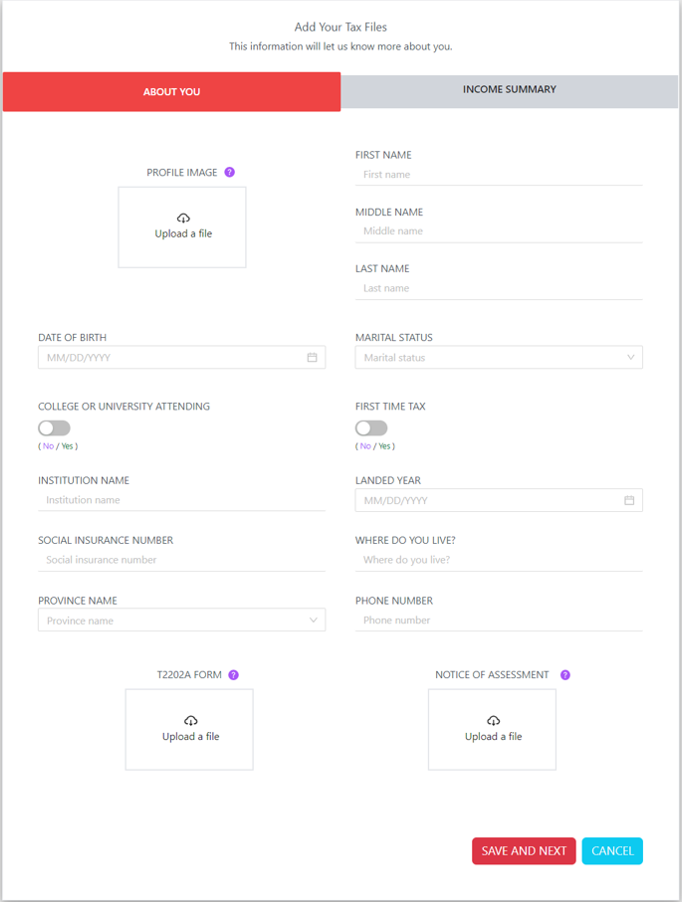 Add Your Tax Files
This information will let us know more about you.
ABOUT YOU
INCOME SUMMARY
PROFILE IMAGE ?
Upload a file
FIRST NAME
First name
MIDDLE NAME
Middle name
LAST NAME
Last name
DATE OF BIRTH
MM/DD/YYYY
MARITAL STATUS
Marital status
COLLEGE OR UNIVERSITY ATTENDING
( No / Yes )
FIRST TIME TAX
( No / Yes )
INSTITUTION NAME
Institution name
LANDED YEAR
MM/DD/YYYY
SOCIAL INSURANCE NUMBER
Social insurance number
WHERE DO YOU LIVE?
Where do you live?
PROVINCE NAME
Province name
PHONE NUMBER
Phone number
T2202A FORM ?
Upload a file
NOTICE OF ASSESSMENT ?
Upload a file
SAVE AND NEXT
CANCEL